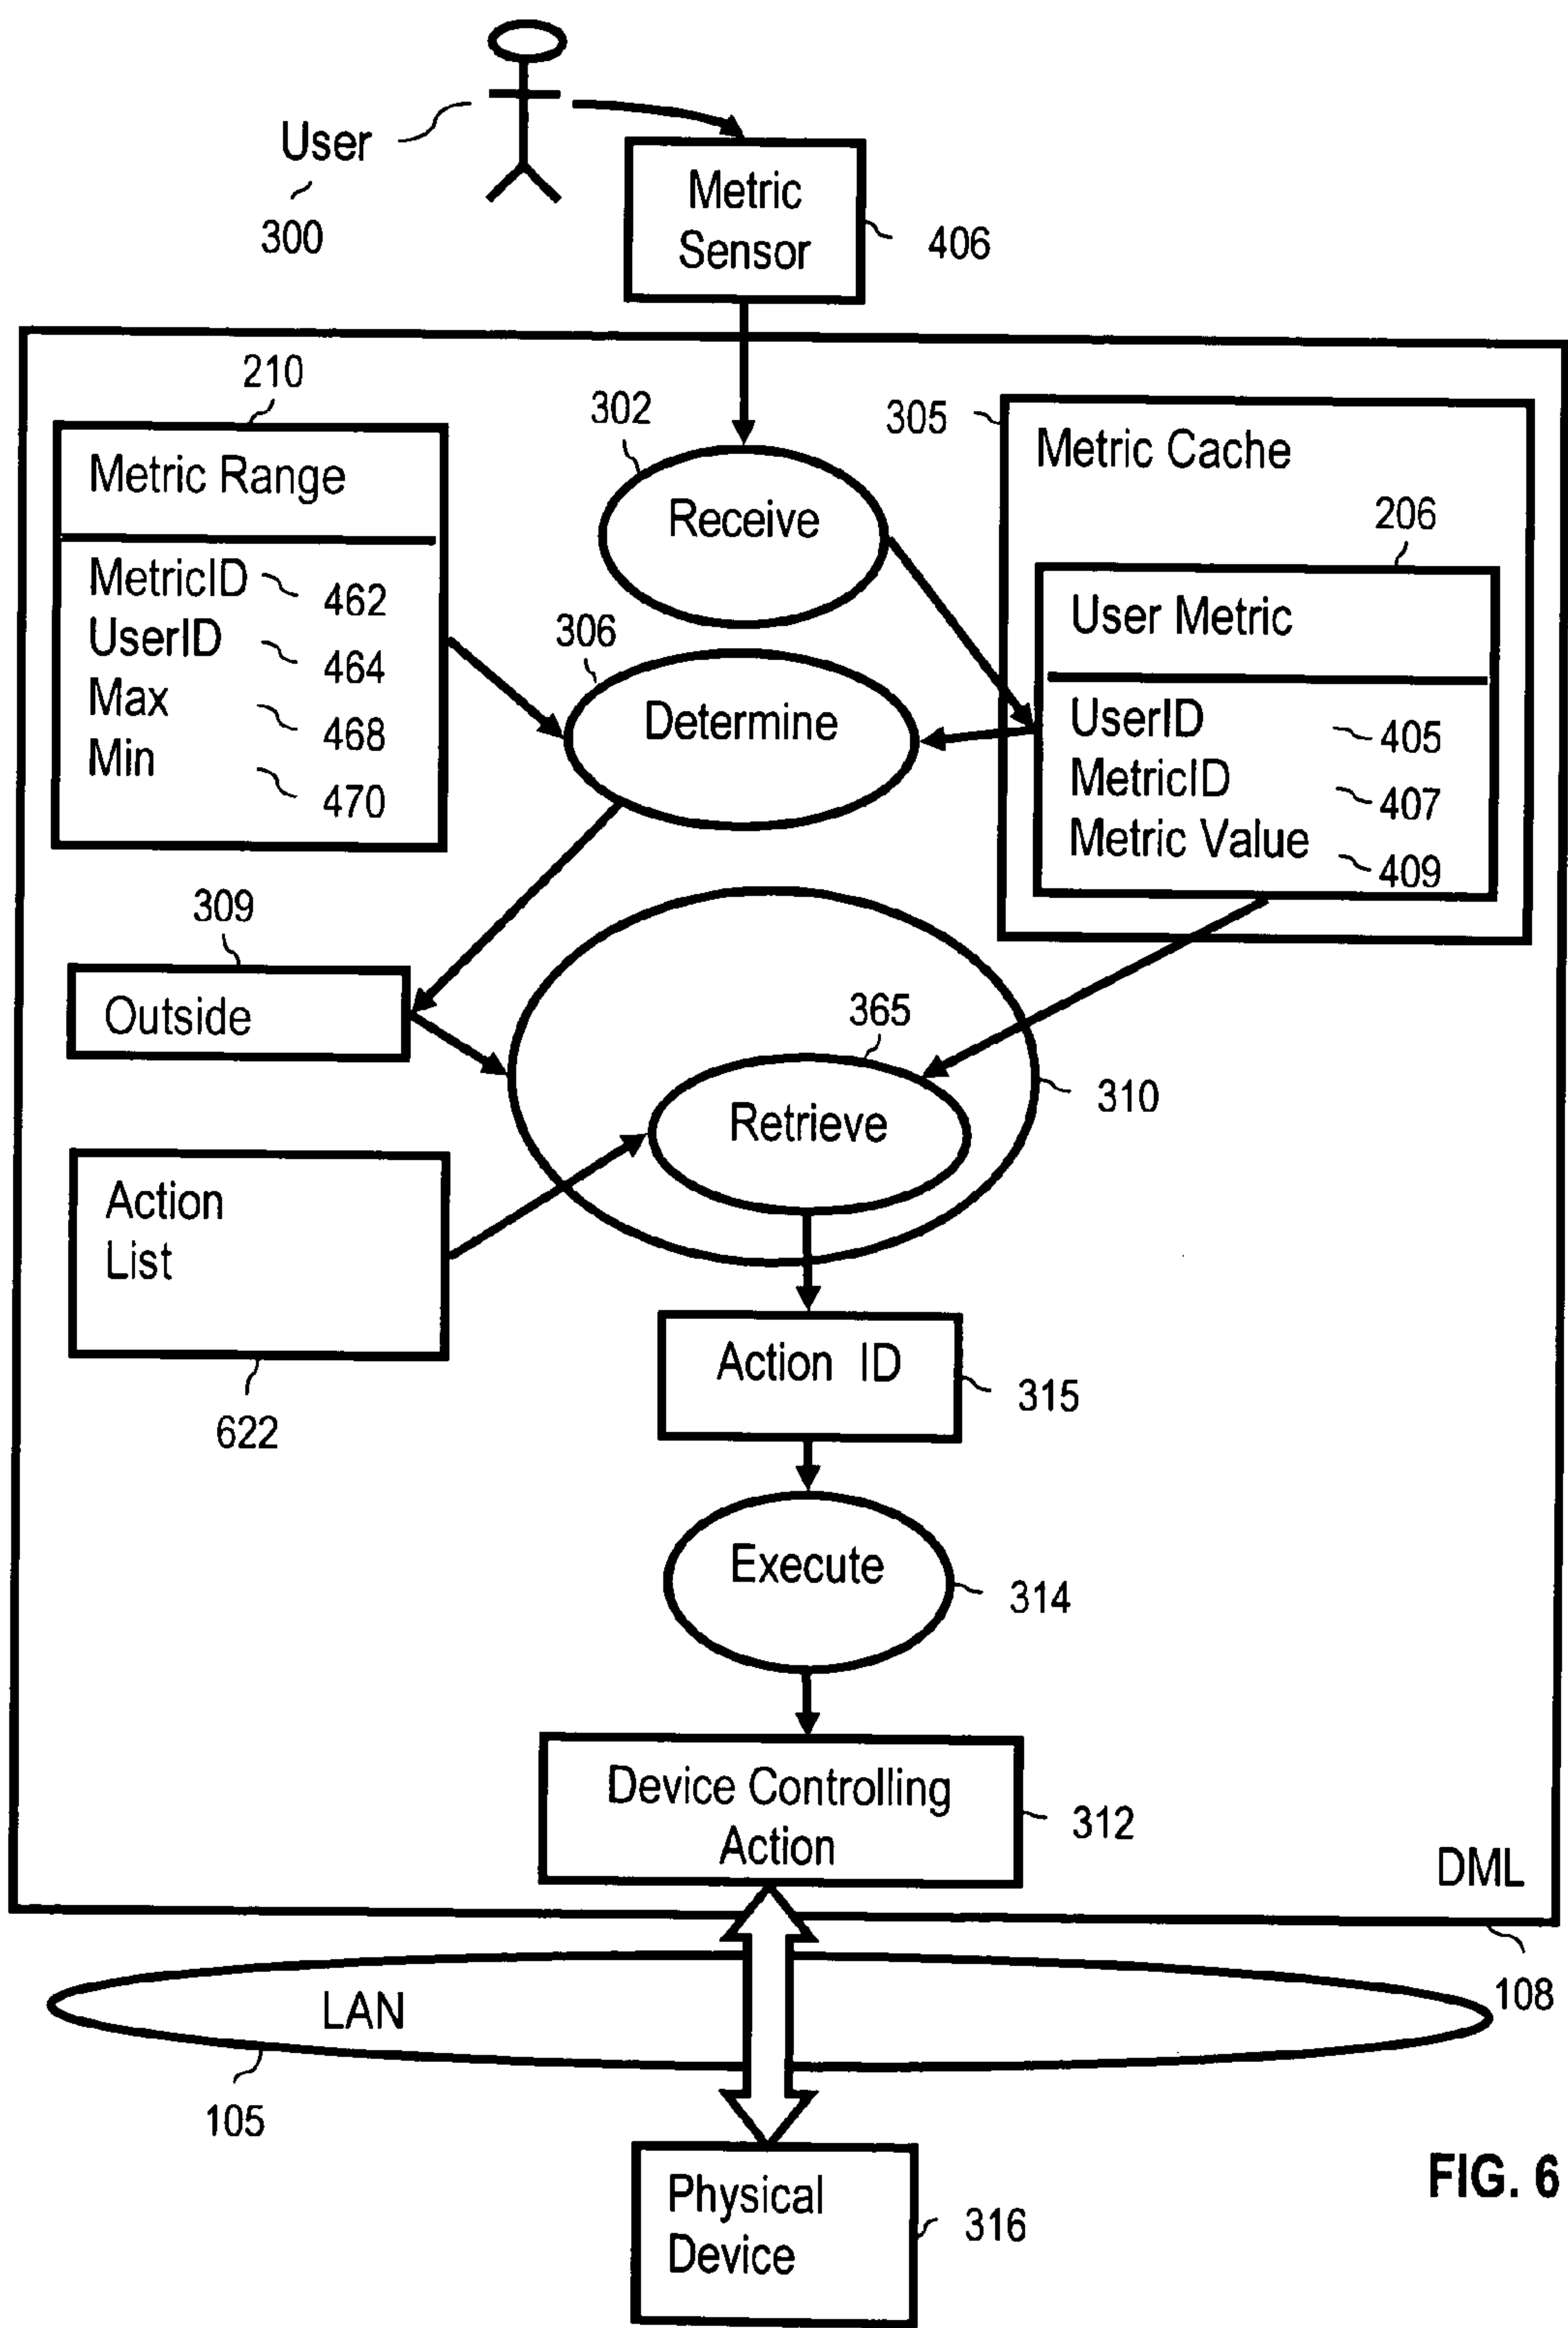 User
300
Metric
Sensor
406
210
302
305
Metric Range
Receive
Metric Cache
206
MetricID
462
UserID
464
Max
468
Min
470
306
Determine
User Metric
UserID
405
MetricID
407
Metric Value
409
309
Outside
365
Retrieve
310
Action
List
622
Action ID
315
Execute
314
Device Controlling
Action
312
DML
108
LAN
105
Physical
Device
316
FIG. 6